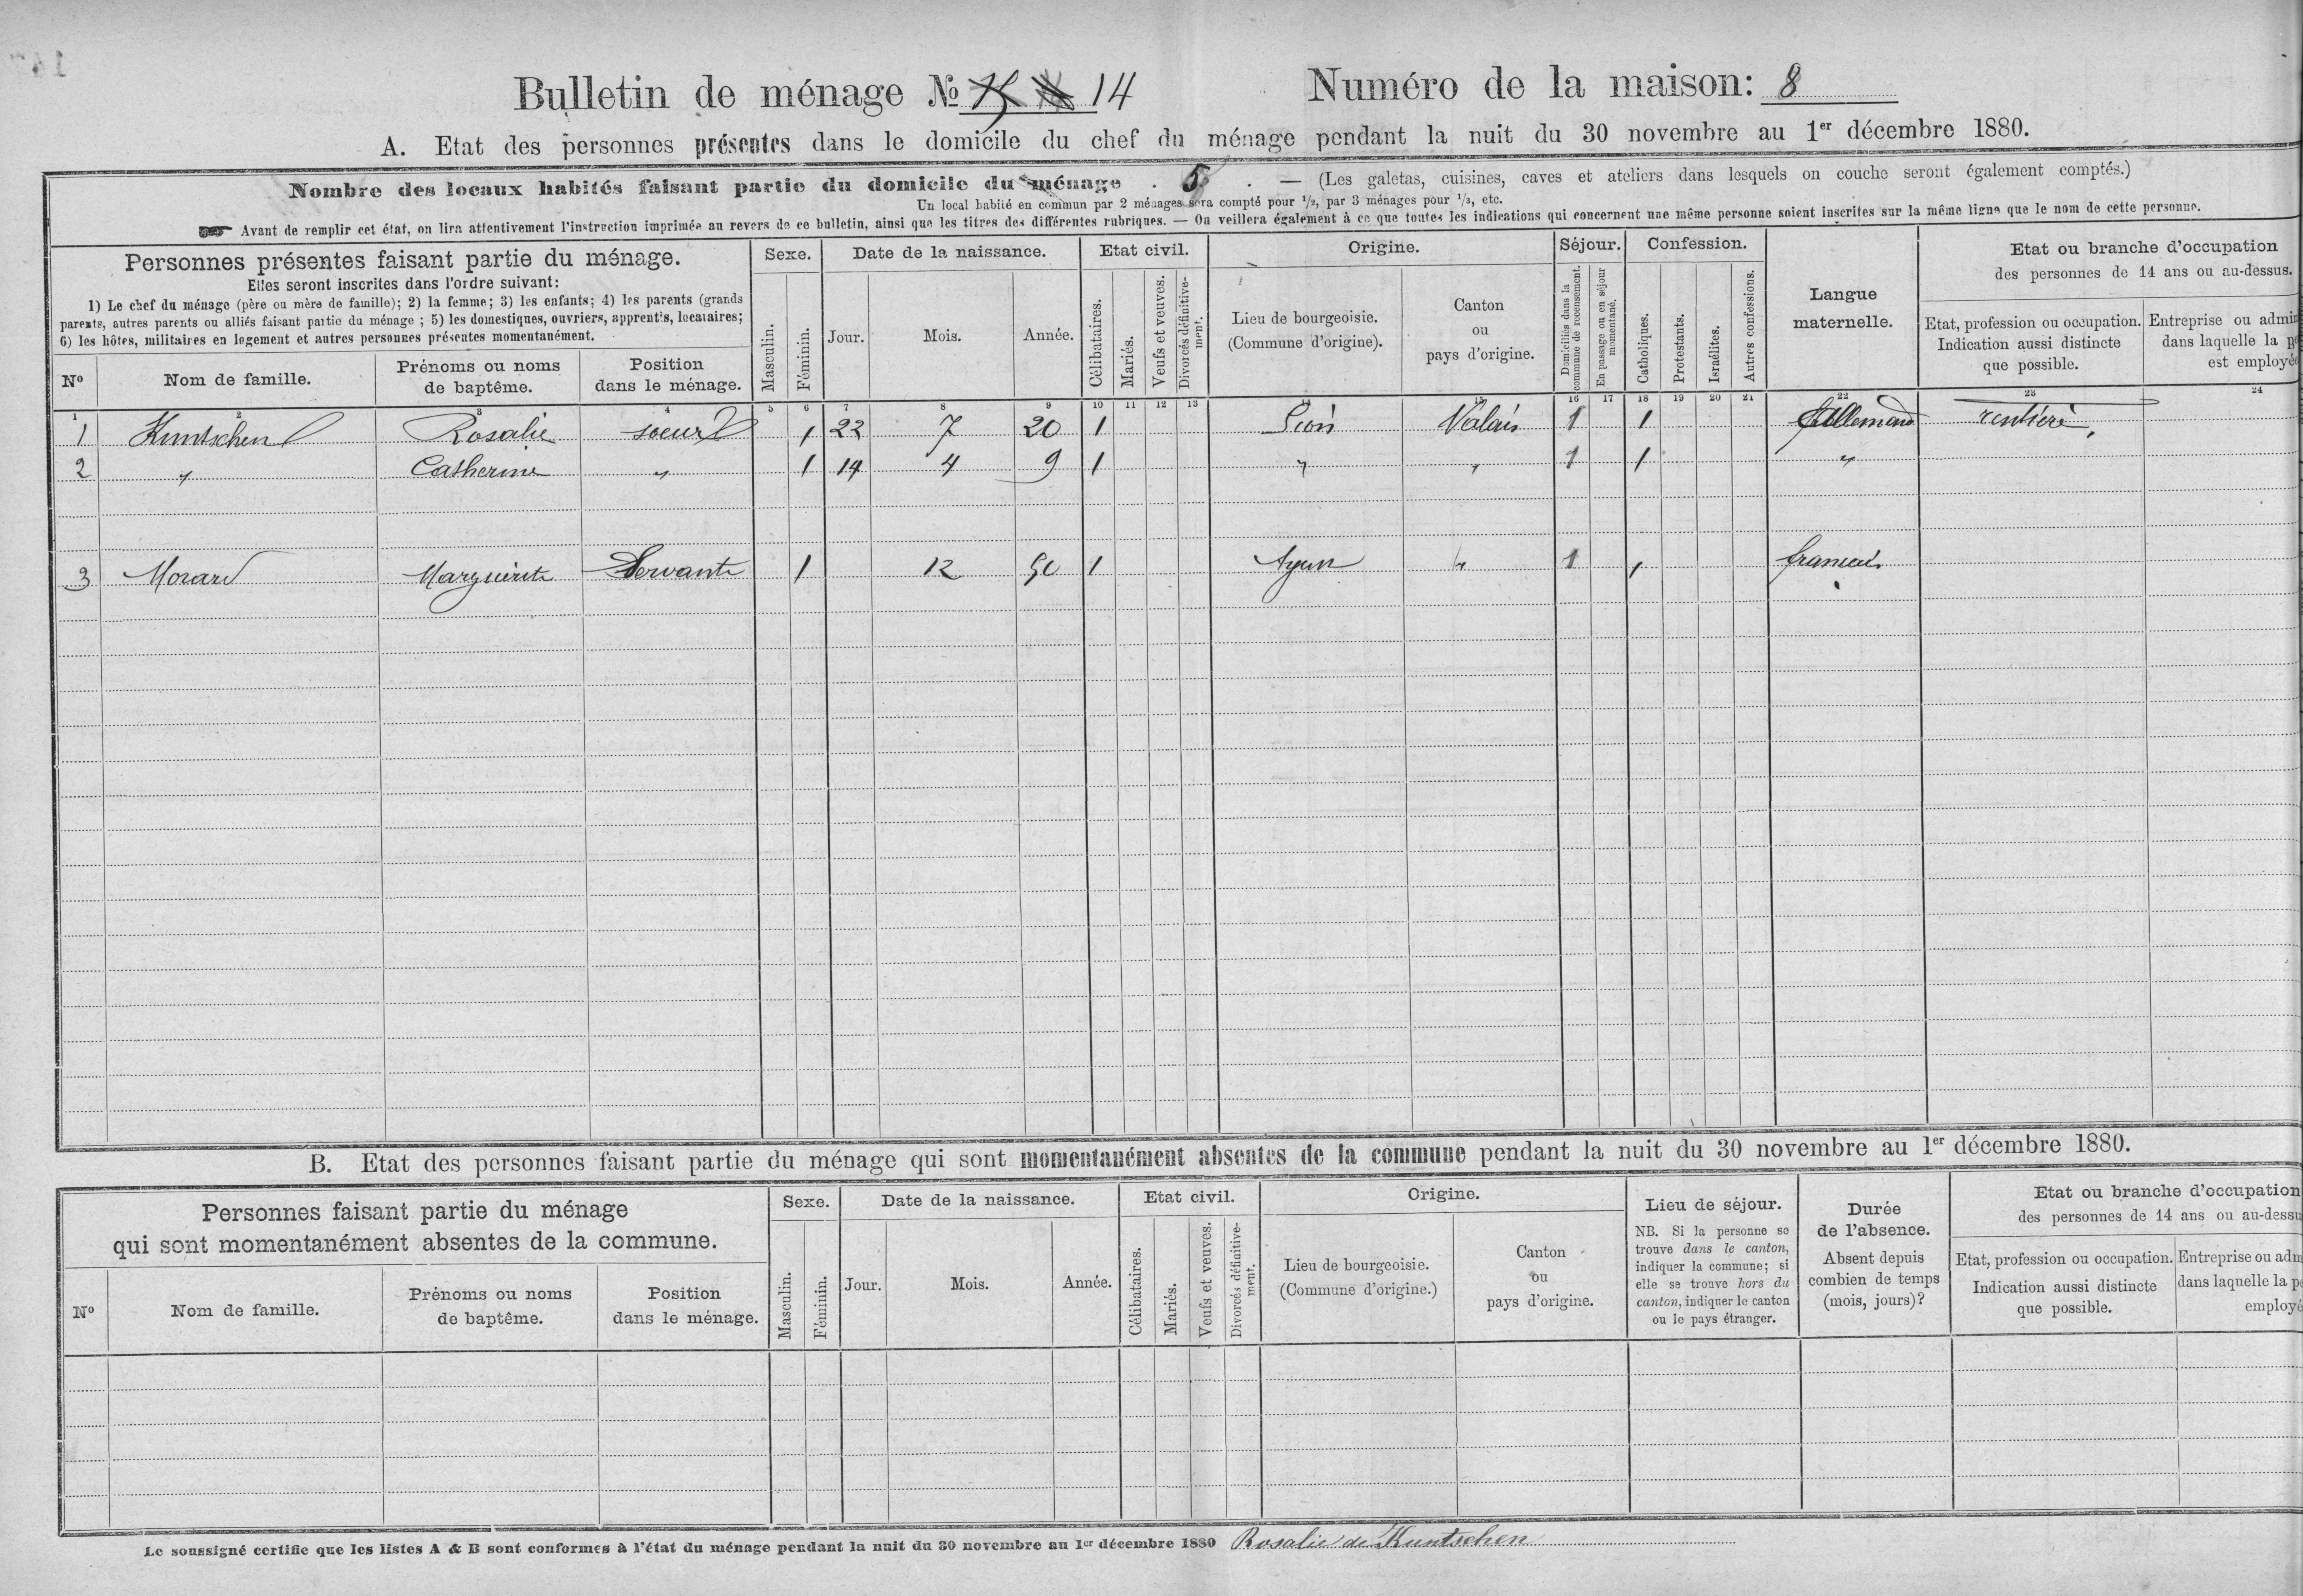 Bulletin de ménage № 14 Numéro de la maison: 8
A. Etat des personnes présentes dans le domicile du chef du ménage pendant la nuit du 30 novembre au 1er décembre 1880.
Nombre des locaux habités faisant partie du domicile du ménage . 5 . — (Les galetas, cuisines, caves et ateliers dans lesquels on couche seront également comptés.)
Un local habité en commun par 2 ménages sera compté pour 1/2, par 3 ménages pour 1/3, etc.
Avant de remplir cet état, on lira attentivement l'instruction imprimée au revers de ce bulletin, ainsi que les titres des différentes rubriques. — On veillera également à ce que toutes les indications qui concernent une même personne soient inscrites sur la même ligne que le nom de cette personne.
Personnes présentes faisant partie du ménage.
Elles seront inscrites dans l'ordre suivant:
1) Le chef du ménage (père ou mère de famille); 2) la femme; 3) les enfants; 4) les parents (grands
parents, autres parents ou alliés faisant partie du ménage ; 5) les domestiques, ouvriers, apprentis, locataires;
6) les hôtes, militaires en logement et autres personnes présentes momentanément.
No
Nom de famille.
Prénoms ou noms
de baptême.
Position
dans le ménage.
Sexe.
Masculin.
Féminin.
Date de la naissance.
Jour.
Mois.
Année.
Etat civil.
Célibataires.
Mariés.
Veufs et veuves.
Divorcés définitive-
ment.
Origine.
Lieu de bourgeoisie.
(Commune d'origine).
Canton
ou
pays d'origine.
Séjour.
Domiciliés dans la
commune de recensement.
En passage ou en séjour
momentané.
Confession.
Catholiques.
Protestants.
Israélites.
Autres confessions.
Langue
maternelle.
Etat ou branche d'occupation
des personnes de 14 ans ou au-dessus.
Etat, profession ou occupation.
Indication aussi distincte
que possible.
Entreprise ou admin
dans laquelle la pe
est employée
1 2 3 4 5 6 7 8 9 10 11 12 13 14 15 16 17 18 19 20 21 22 23 24
1 Kuntschen Rosalie soeur 1 22 7 20 1 Sion Valais 1 1 allemand rentière
2 " Catherine " 1 14 4 9 1 " " 1 1 "
3 Morard Marguerite Servante 1 12 50 1 Ayen " 1 1 français
B. Etat des personnes faisant partie du ménage qui sont momentanément absentes de la commune pendant la nuit du 30 novembre au 1er décembre 1880.
Personnes faisant partie du ménage
qui sont momentanément absentes de la commune.
No
Nom de famille.
Prénoms ou noms
de baptême.
Position
dans le ménage.
Sexe.
Masculin.
Féminin.
Date de la naissance.
Jour.
Mois.
Année.
Etat civil.
Célibataires.
Mariés.
Veufs et veuves.
Divorcés définitive-
ment.
Origine.
Lieu de bourgeoisie.
(Commune d'origine.)
Canton
ou
pays d'origine.
Lieu de séjour.
NB. Si la personne se
trouve dans le canton,
indiquer la commune; si
elle se trouve hors du
canton, indiquer le canton
ou le pays étranger.
Durée
de l'absence.
Absent depuis
combien de temps
(mois, jours)?
Etat ou branche d'occupation
des personnes de 14 ans ou au-dessu
Etat, profession ou occupation.
Indication aussi distincte
que possible.
Entreprise ou adm
dans laquelle la pe
employé
Le soussigné certifie que les listes A & B sont conformes à l'état du ménage pendant la nuit du 30 novembre au 1er décembre 1880 Rosalie de Kuntschen